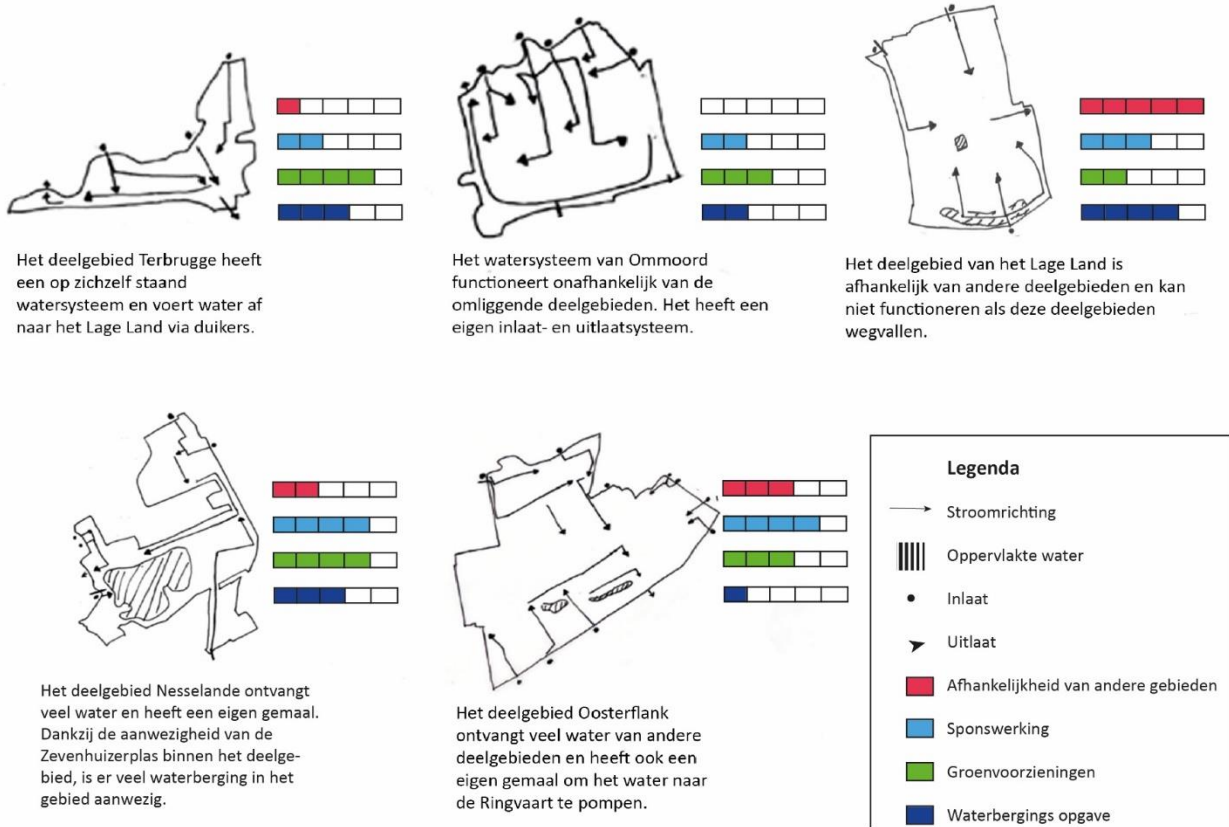 Het deelgebied Terbrugge heeft
een op zichzelf staand
watersysteem en voert water af
naar het Lage Land via duikers.
Het watersysteem van Ommoord
functioneert onafhankelijk van de
omliggende deelgebieden. Het heeft een
eigen inlaat- en uitlaatsysteem.
Het deelgebied van het Lage Land is
afhankelijk van andere deelgebieden en kan
niet functioneren als deze deelgebieden
wegvallen.
Het deelgebied Nesselande ontvangt
veel water en heeft een eigen gemaal.
Dankzij de aanwezigheid van de
Zevenhuizerplas binnen het deelge-
bied, is er veel waterberging in het
gebied aanwezig.
Het deelgebied Oosterflank
ontvangt veel water van andere
deelgebieden en heeft ook een
eigen gemaal om het water naar
de Ringvaart te pompen.
Legenda
Stroomrichting
Oppervlakte water
Inlaat
Uitlaat
Afhankelijkheid van andere gebieden
Sponswerking
Groenvoorzieningen
Waterbergings opgave